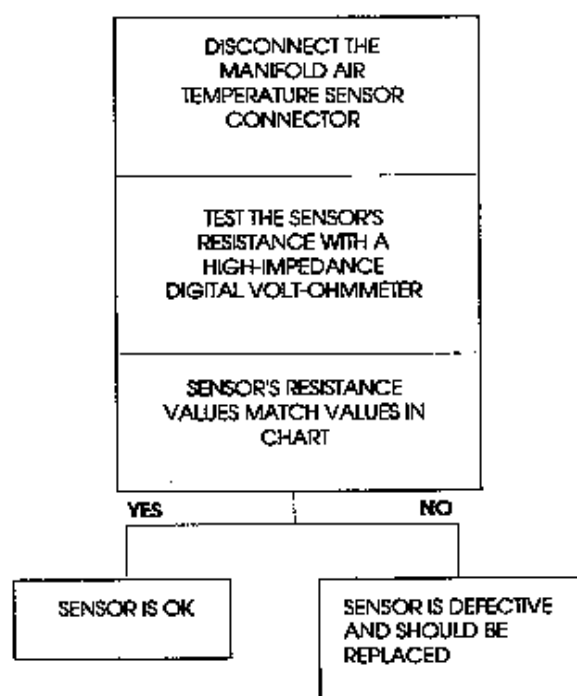 DISCONNECT THE
MANIFOLD AIR
TEMPERATURE SENSOR
CONNECTOR
TEST THE SENSOR'S
RESISTANCE WITH A
HIGH-IMPEDANCE
DIGITAL VOLT-OHMMETER
SENSOR'S RESISTANCE
VALUES MATCH VALUES IN
CHART
YES
NO
SENSOR IS OK
SENSOR IS DEFECTIVE
AND SHOULD BE
REPLACED